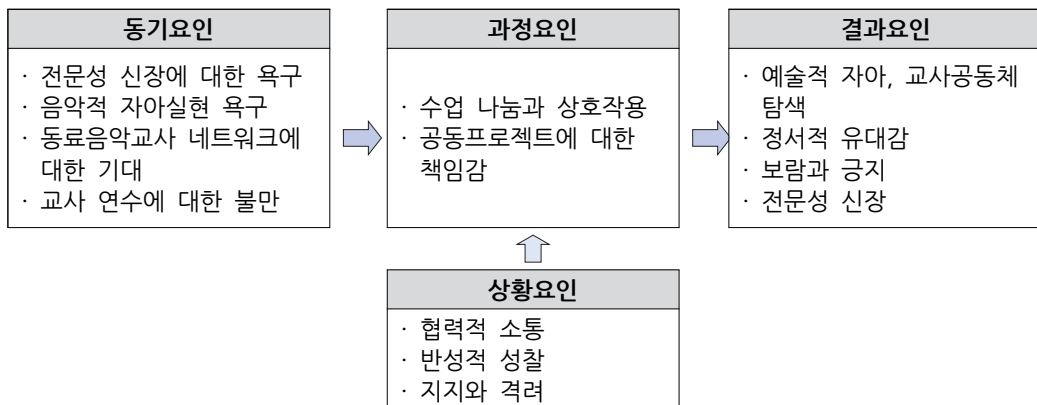 동기요인
· 전문성 신장에 대한 욕구
· 음악적 자아실현 욕구
· 동료음악교사 네트워크에
대한 기대
· 교사 연수에 대한 불만
과정요인
· 수업 나눔과 상호작용
· 공동프로젝트에 대한
책임감
결과요인
· 예술적 자아, 교사공동체
탐색
· 정서적 유대감
· 보람과 긍지
· 전문성 신장
상황요인
· 협력적 소통
· 반성적 성찰
· 지지와 격려